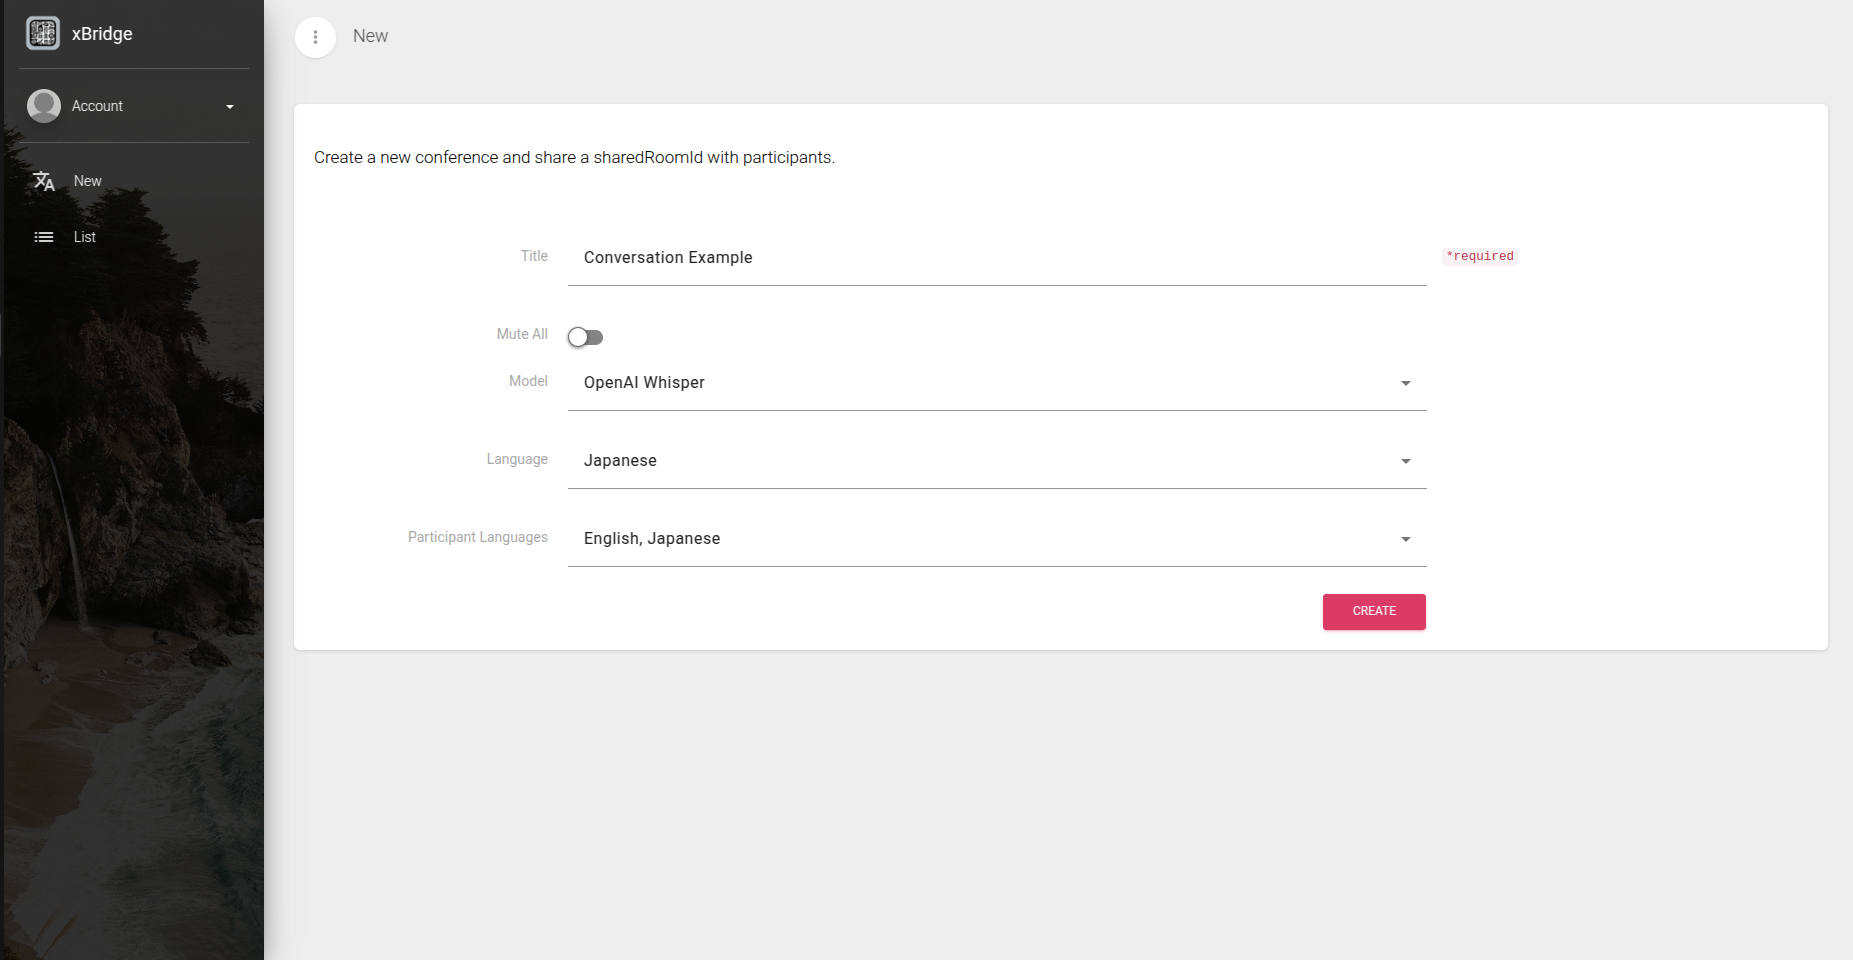 xBridge
Account
New
List
New
Create a new conference and share a sharedRoomId with participants.
Title
Conversation Example
*required
Mute All
Model
OpenAI Whisper
Language
Japanese
Participant Languages
English, Japanese
CREATE